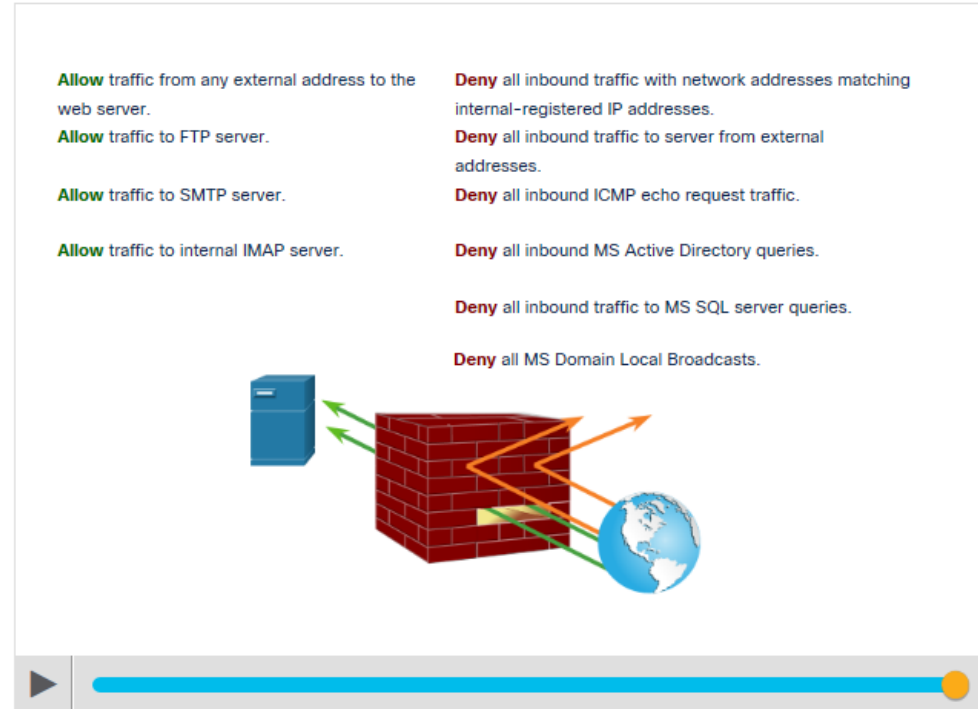 Allow traffic from any external address to the
web server.
Allow traffic to FTP server.
Allow traffic to SMTP server.
Allow traffic to internal IMAP server.
Deny all inbound traffic with network addresses matching
internal-registered IP addresses.
Deny all inbound traffic to server from external
addresses.
Deny all inbound ICMP echo request traffic.
Deny all inbound MS Active Directory queries.
Deny all inbound traffic to MS SQL server queries.
Deny all MS Domain Local Broadcasts.